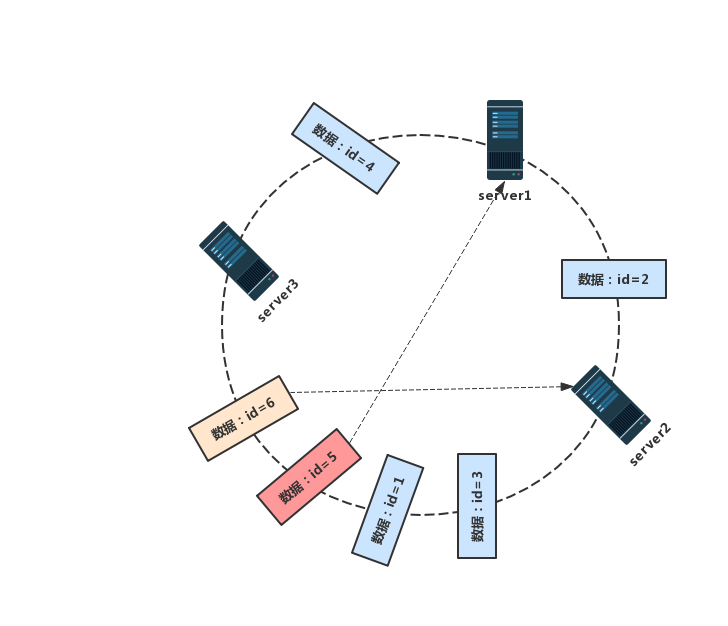 数据：id=4
server1
数据：id=2
server3
数据：id=6
server2
数据：id=5
数据：id=1
数据：id=3